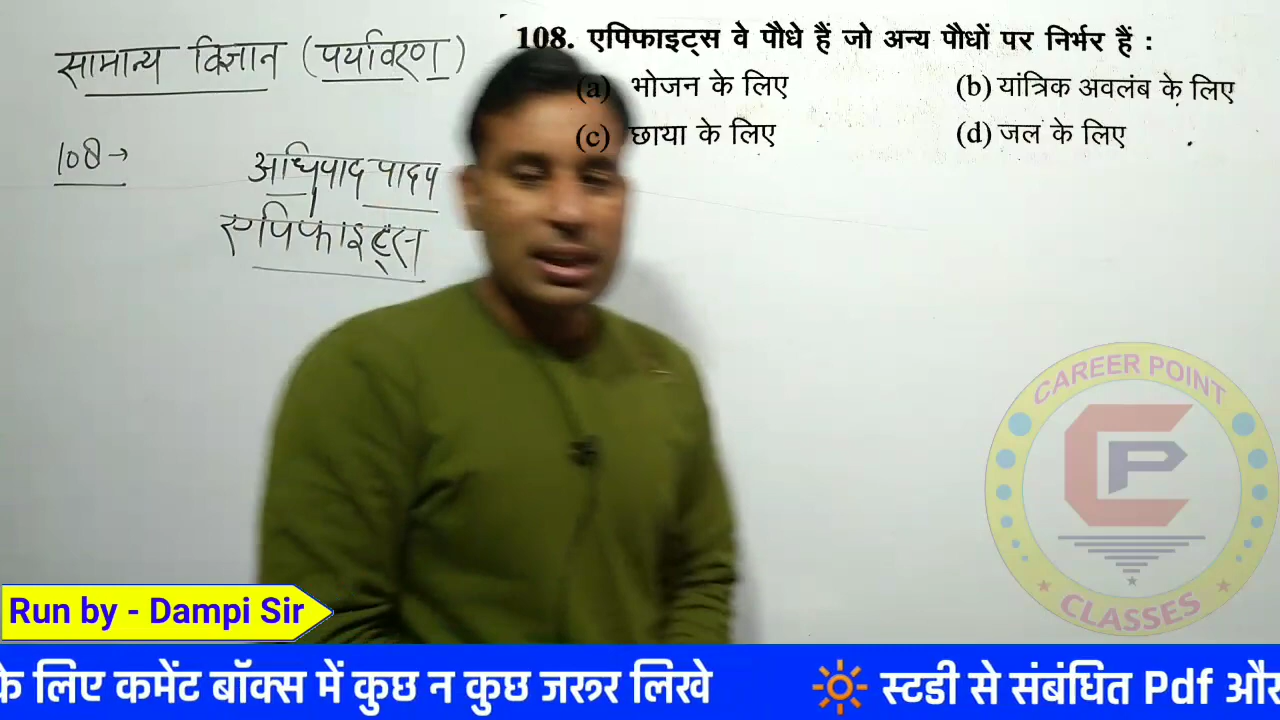 सामान्य विज्ञान (पर्यावरण)
108. एपिफाइट्स वे पौधे हैं जो अन्य पौधों पर निर्भर हैं :
(a) भोजन के लिए
(b) यांत्रिक अवलंब के लिए
(c) छाया के लिए
(d) जल के लिए
108→
अधिपाद पादप
एपिफाइट्स
CAREER POINT
CP
CLASSES
Run by - Dampi Sir
के लिए कमेंट बॉक्स में कुछ न कुछ जरूर लिखे
स्टडी से संबंधित Pdf और